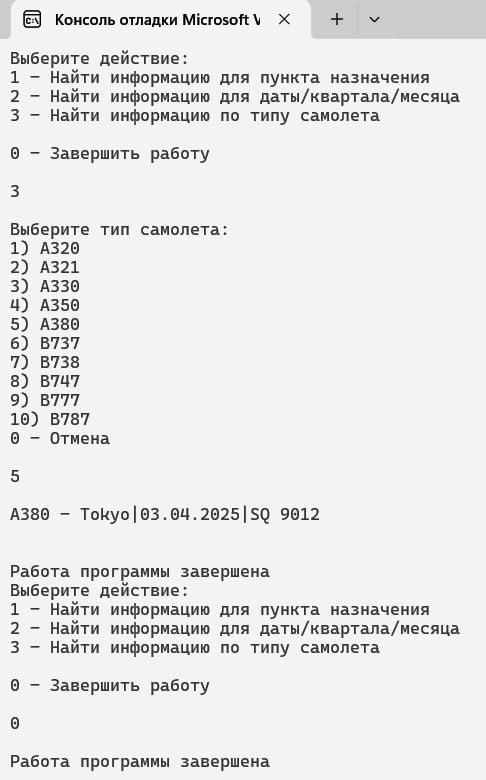 Консоль отладки Microsoft V
Выберите действие:
1 - Найти информацию для пункта назначения
2 - Найти информацию для даты/квартала/месяца
3 - Найти информацию по типу самолета
0 - Завершить работу
3
Выберите тип самолета:
1) A320
2) A321
3) A330
4) A350
5) A380
6) B737
7) B738
8) B747
9) B777
10) B787
0 - Отмена
5
A380 - Tokyo|03.04.2025|SQ 9012
Работа программы завершена
Выберите действие:
1 - Найти информацию для пункта назначения
2 - Найти информацию для даты/квартала/месяца
3 - Найти информацию по типу самолета
0 - Завершить работу
0
Работа программы завершена